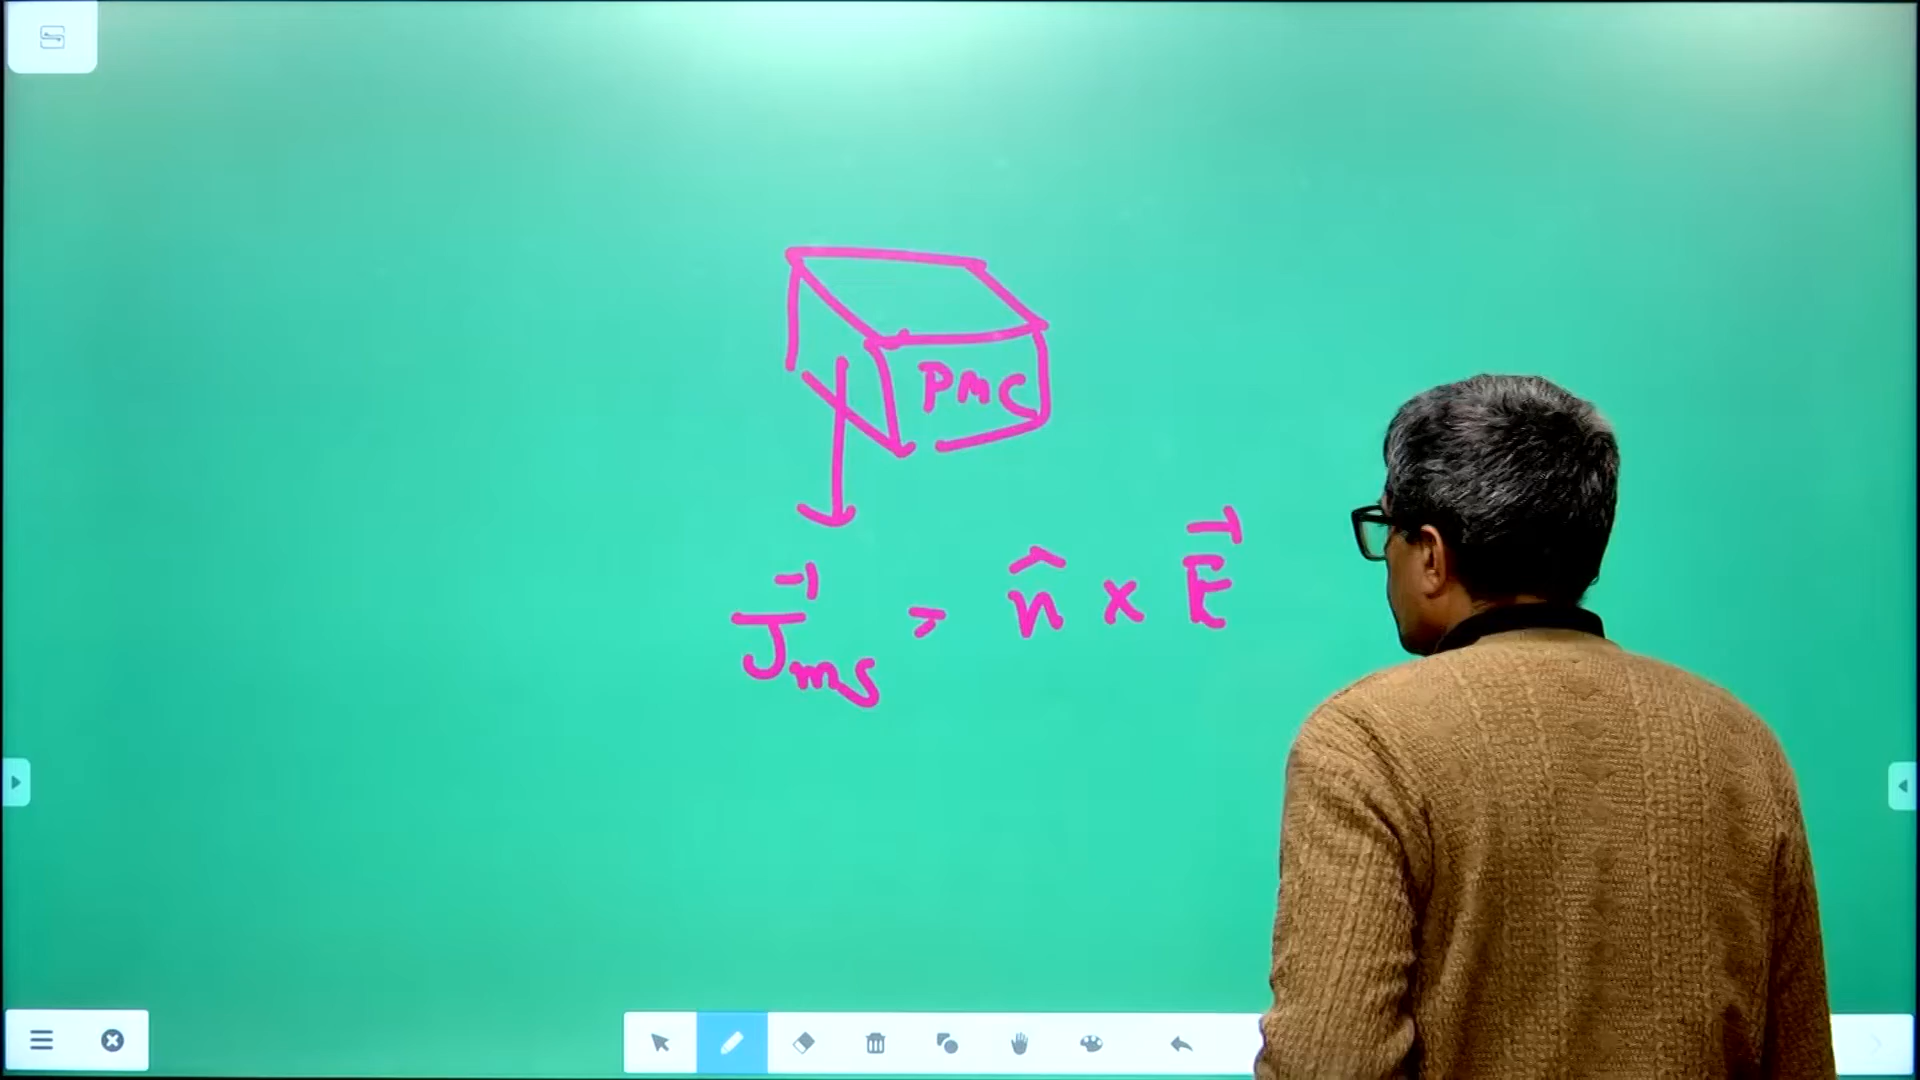 PMC
J⃗ms = n̂ × E⃗